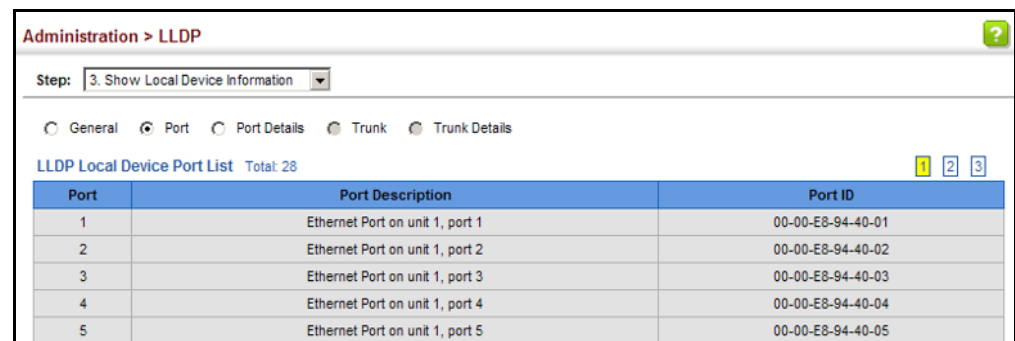 Administration > LLDP
?
Step: 3. Show Local Device Information
General Port Port Details Trunk Trunk Details
LLDP Local Device Port List Total: 28 1 2 3
Port Port Description Port ID
1 Ethernet Port on unit 1, port 1 00-00-E8-94-40-01
2 Ethernet Port on unit 1, port 2 00-00-E8-94-40-02
3 Ethernet Port on unit 1, port 3 00-00-E8-94-40-03
4 Ethernet Port on unit 1, port 4 00-00-E8-94-40-04
5 Ethernet Port on unit 1, port 5 00-00-E8-94-40-05